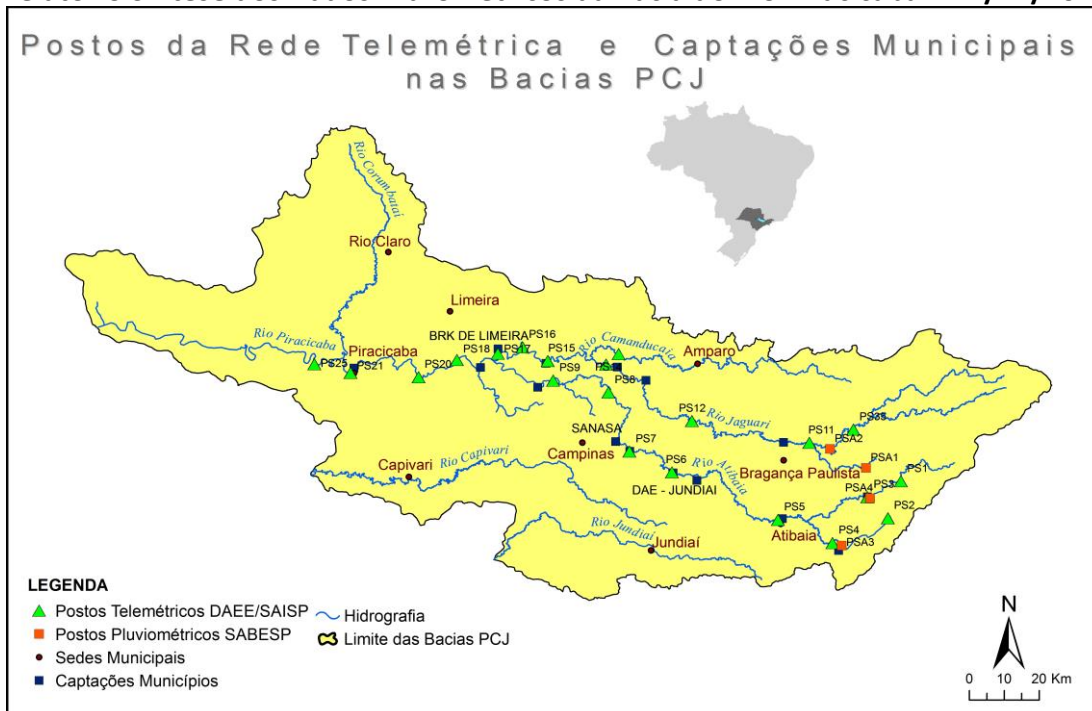 Postos da Rede Telemétrica e Captações Municipais
nas Bacias PCJ
Rio Corumbataí
Rio Claro
Limeira
BRK DE LIMEIRA
PS16
Rio Camanducaia
Rio Piracicaba
Piracicaba
PS18
PS17
PS15
Amparo
PS25
PS21
PS20
PS9
PS8
PS12
Rio Jaguari
PS35
SANASA
PS11
PSA2
PS7
Campinas
Rio Atibaia
Bragança Paulista
PSA1
Capivari
Rio Capivari
PS6
PS1
DAE - JUNDIAI
PSA4
PS3
PS5
PS2
Rio Jundiaí
Atibaia
PS4
PSA3
Jundiaí
LEGENDA
Postos Telemétricos DAEE/SAISP
Hidrografia
Postos Pluviométricos SABESP
Limite das Bacias PCJ
Sedes Municipais
Captações Municípios
N
0 10 20 Km